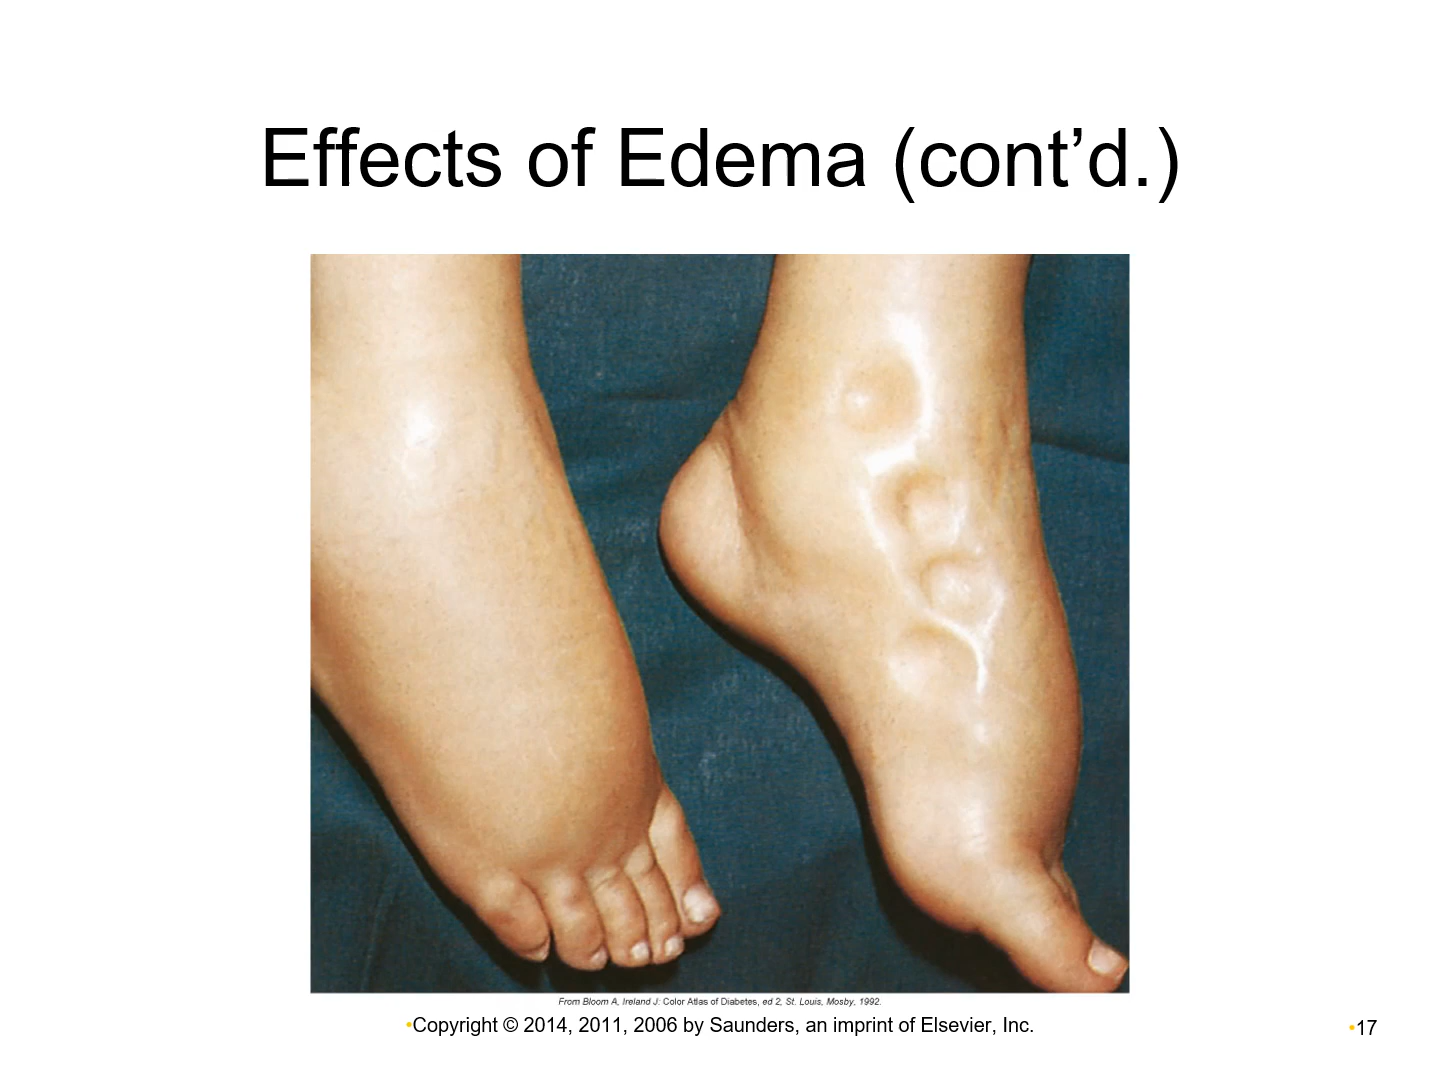 Effects of Edema (cont’d.)
From Bloom A, Ireland J: Color Atlas of Diabetes, ed 2, St. Louis, Mosby, 1992.
•Copyright © 2014, 2011, 2006 by Saunders, an imprint of Elsevier, Inc.
•17